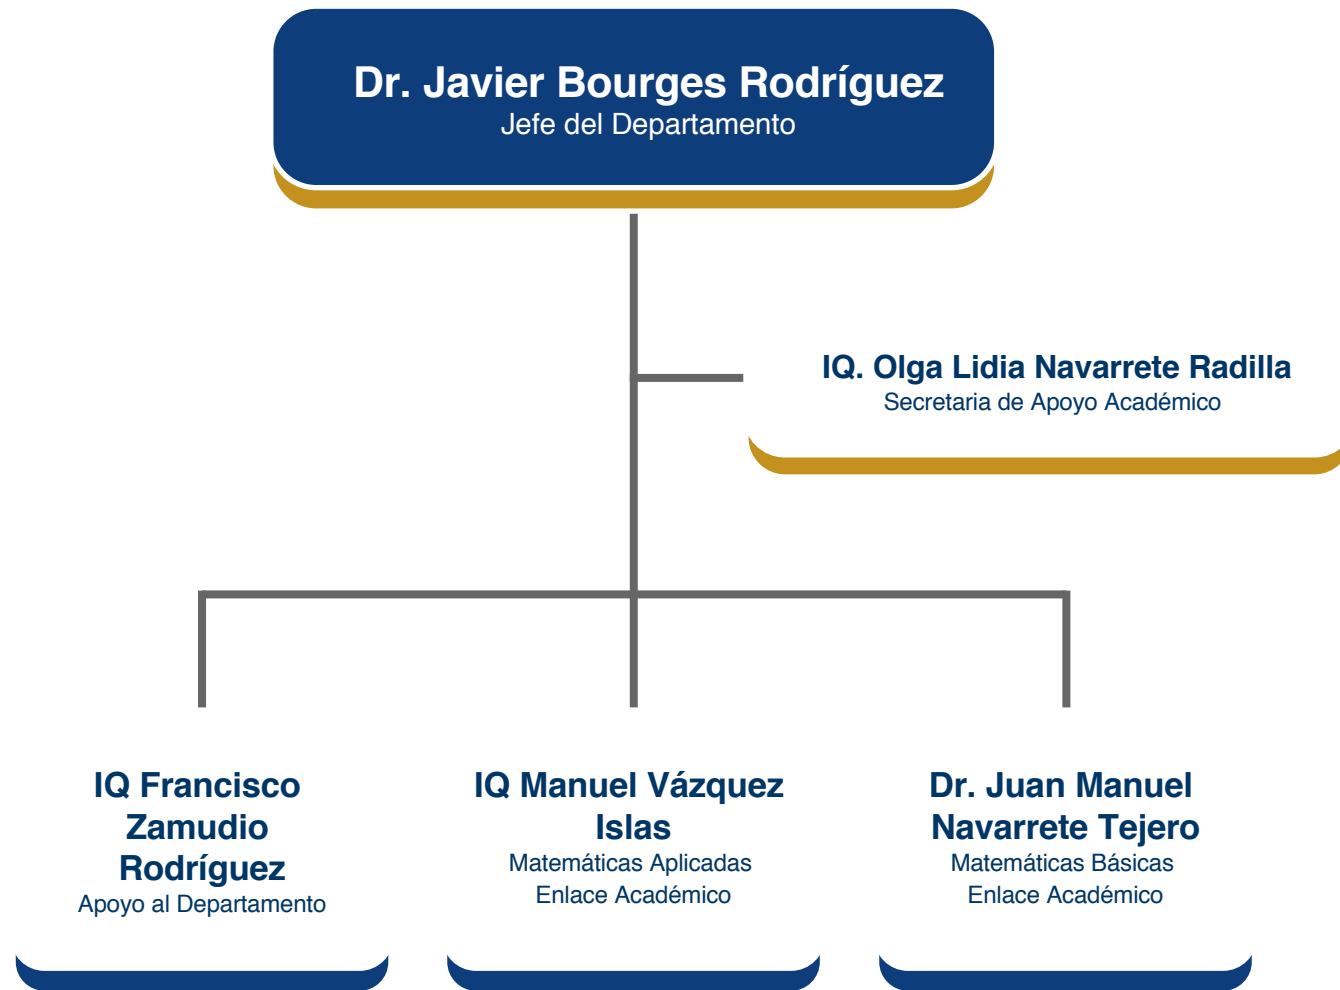 Dr. Javier Bourges Rodríguez
Jefe del Departamento
IQ. Olga Lidia Navarrete Radilla
Secretaria de Apoyo Académico
IQ Francisco
Zamudio
Rodríguez
Apoyo al Departamento
IQ Manuel Vázquez
Islas
Matemáticas Aplicadas
Enlace Académico
Dr. Juan Manuel
Navarrete Tejero
Matemáticas Básicas
Enlace Académico